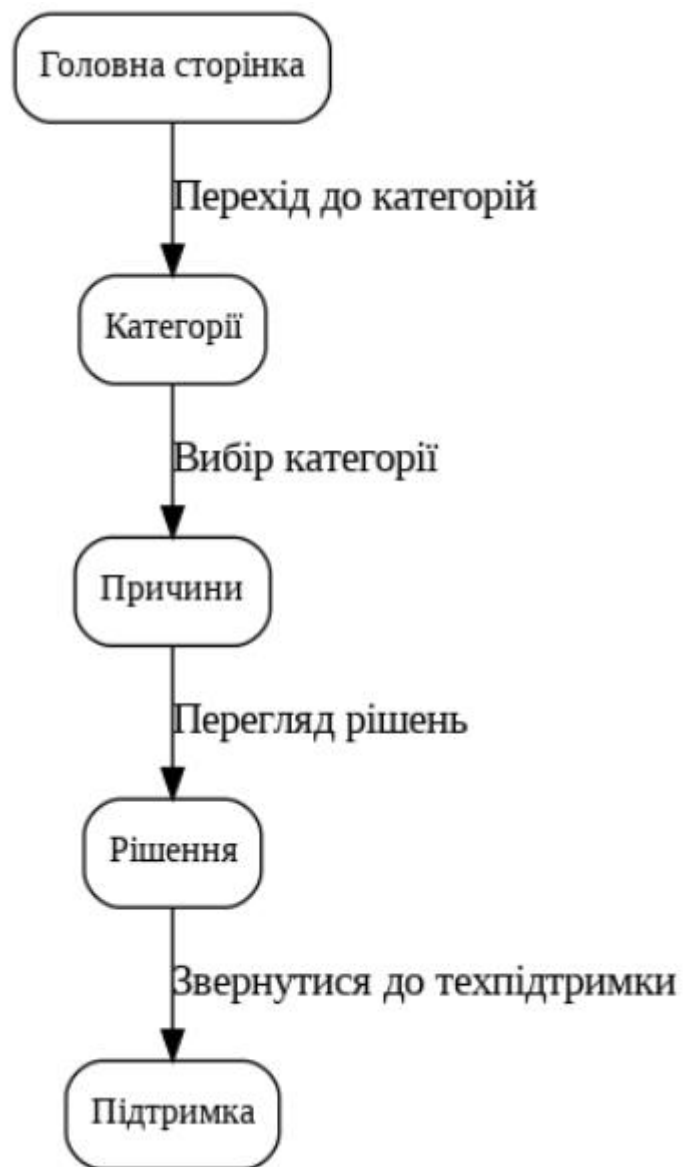 Головна сторінка
Перехід до категорій
Категорії
Вибір категорії
Причини
Перегляд рішень
Рішення
Звернутися до техпідтримки
Підтримка